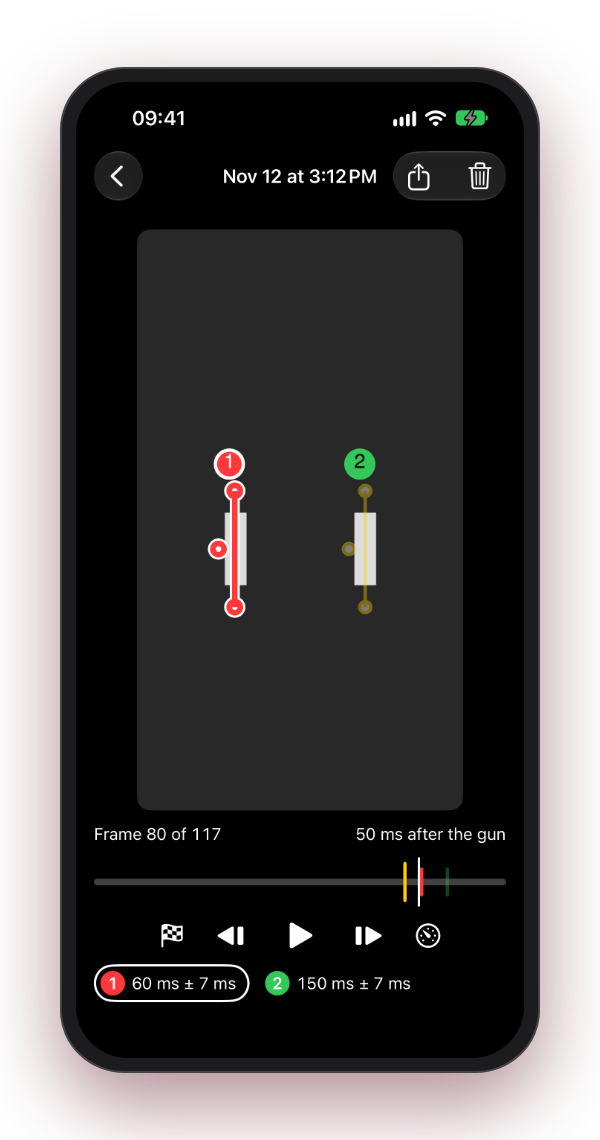 09:41
Nov 12 at 3:12 PM
1
2
Frame 80 of 117
50 ms after the gun
1 60 ms ± 7 ms
2 150 ms ± 7 ms